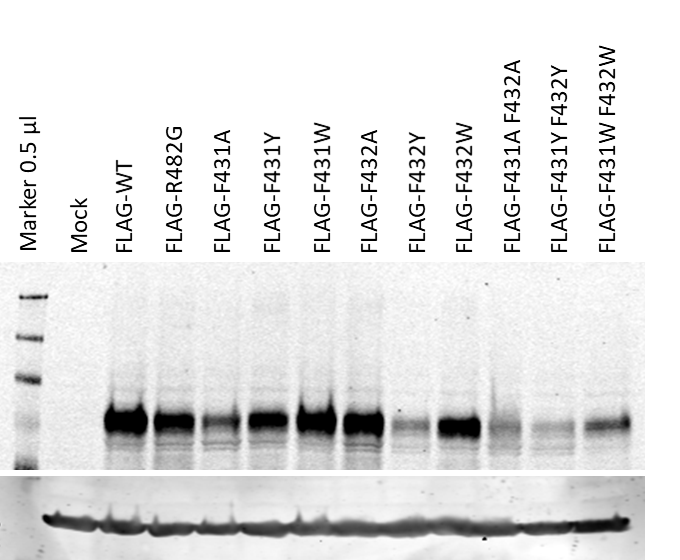 Marker 0.5 µl
Mock
FLAG-WT
FLAG-R482G
FLAG-F431A
FLAG-F431Y
FLAG-F431W
FLAG-F432A
FLAG-F432Y
FLAG-F432W
FLAG-F431A F432A
FLAG-F431Y F432Y
FLAG-F431W F432W